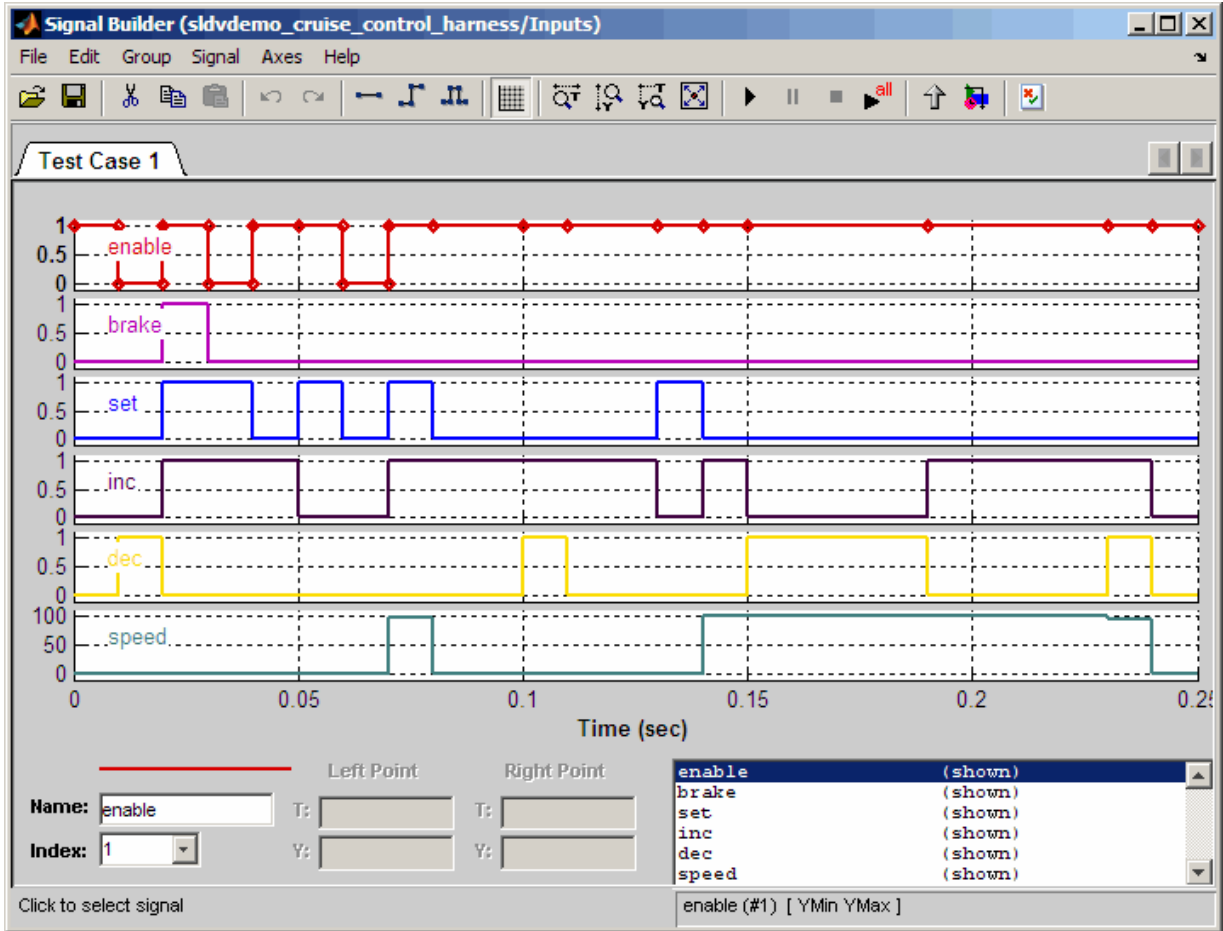 Signal Builder (sldvdemo_cruise_control_harness/Inputs)
File Edit Group Signal Axes Help
all
Test Case 1
1
0.5
0
enable
1
0.5
0
brake
1
0.5
0
set
1
0.5
0
inc
1
0.5
0
dec
100
50
0
speed
0 0.05 0.1 0.15 0.2
Time (sec)
Left Point Right Point
Name: enable T: T:
Index: 1 Y: Y:
enable (shown)
brake (shown)
set (shown)
inc (shown)
dec (shown)
speed (shown)
Click to select signal
enable (#1) [ YMin YMax ]